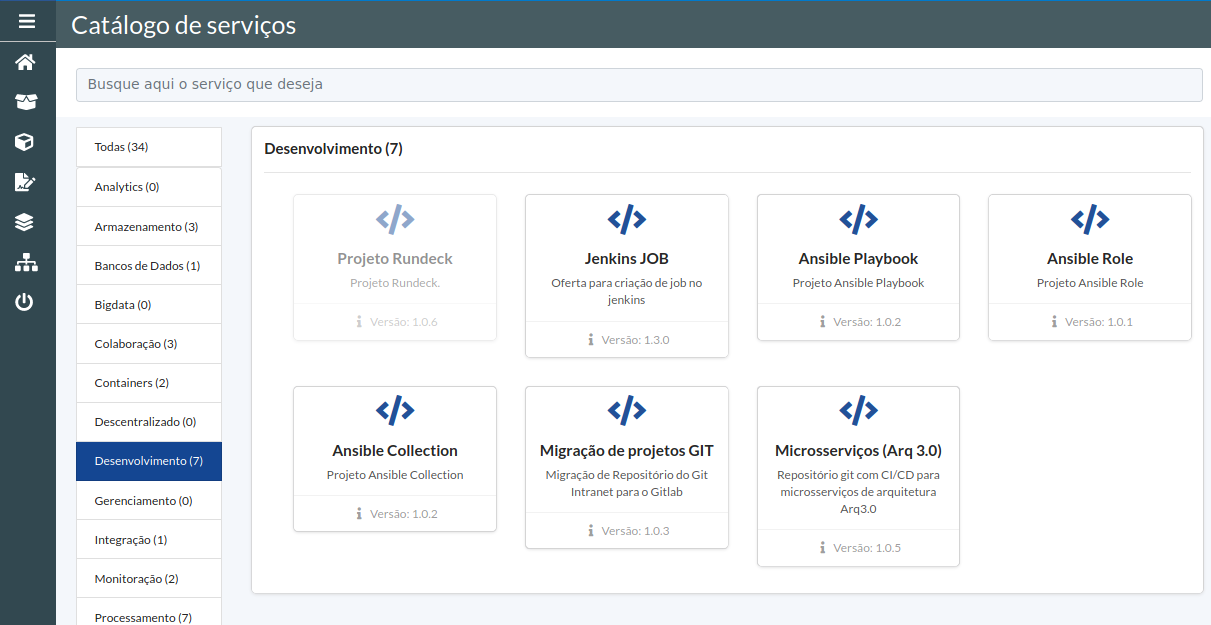 Catálogo de serviços
Busque aqui o serviço que deseja
Todas (34)
Analytics (0)
Armazenamento (3)
Bancos de Dados (1)
Bigdata (0)
Colaboração (3)
Containers (2)
Descentralizado (0)
Desenvolvimento (7)
Gerenciamento (0)
Integração (1)
Monitoração (2)
Processamento (7)
Desenvolvimento (7)
Projeto Rundeck
Projeto Rundeck.
Versão: 1.0.6
Jenkins JOB
Oferta para criação de job no
jenkins
Versão: 1.3.0
Ansible Playbook
Projeto Ansible Playbook
Versão: 1.0.2
Ansible Role
Projeto Ansible Role
Versão: 1.0.1
Ansible Collection
Projeto Ansible Collection
Versão: 1.0.2
Migração de projetos GIT
Migração de Repositório do Git
Intranet para o Gitlab
Versão: 1.0.3
Microserviços (Arq 3.0)
Repositório git com CI/CD para
microsserviços de arquitetura
Arq3.0
Versão: 1.0.5